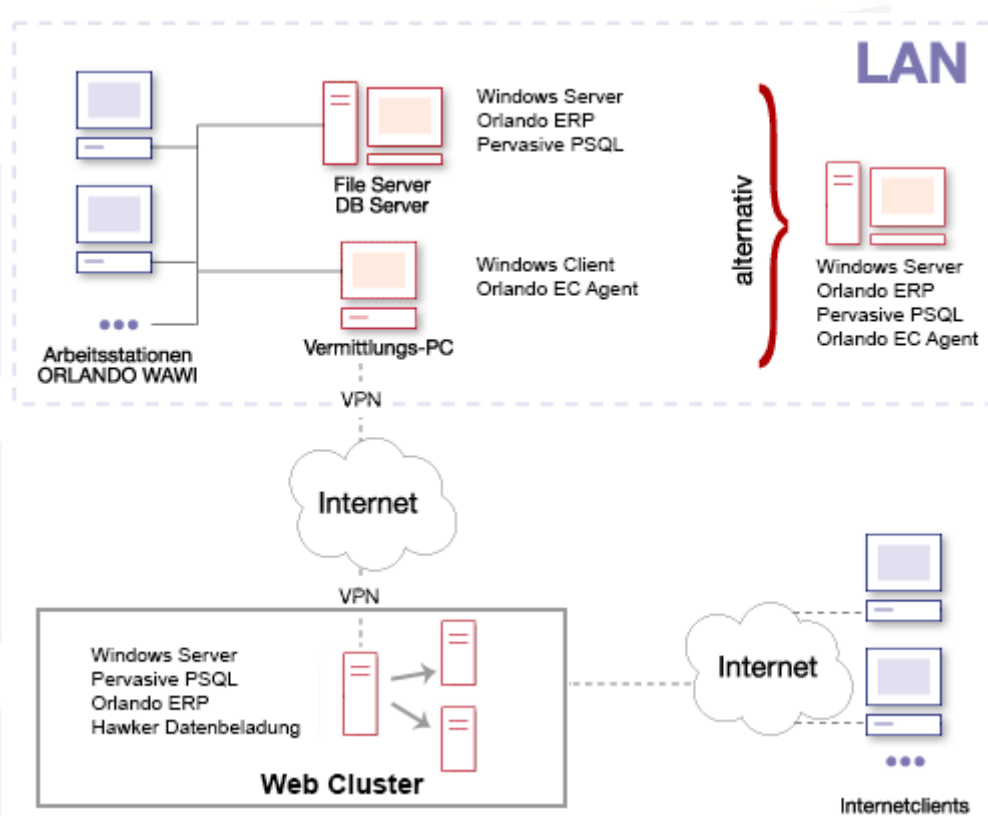 LAN
Windows Server
Orlando ERP
Pervasive PSQL
File Server
DB Server
alternativ
Windows Client
Orlando EC Agent
Windows Server
Orlando ERP
Pervasive PSQL
Orlando EC Agent
Arbeitsstationen
ORLANDO WAWI
Vermittlungs-PC
VPN
Internet
VPN
Windows Server
Pervasive PSQL
Orlando ERP
Hawker Datenbeladung
Web Cluster
Internet
Internetclients